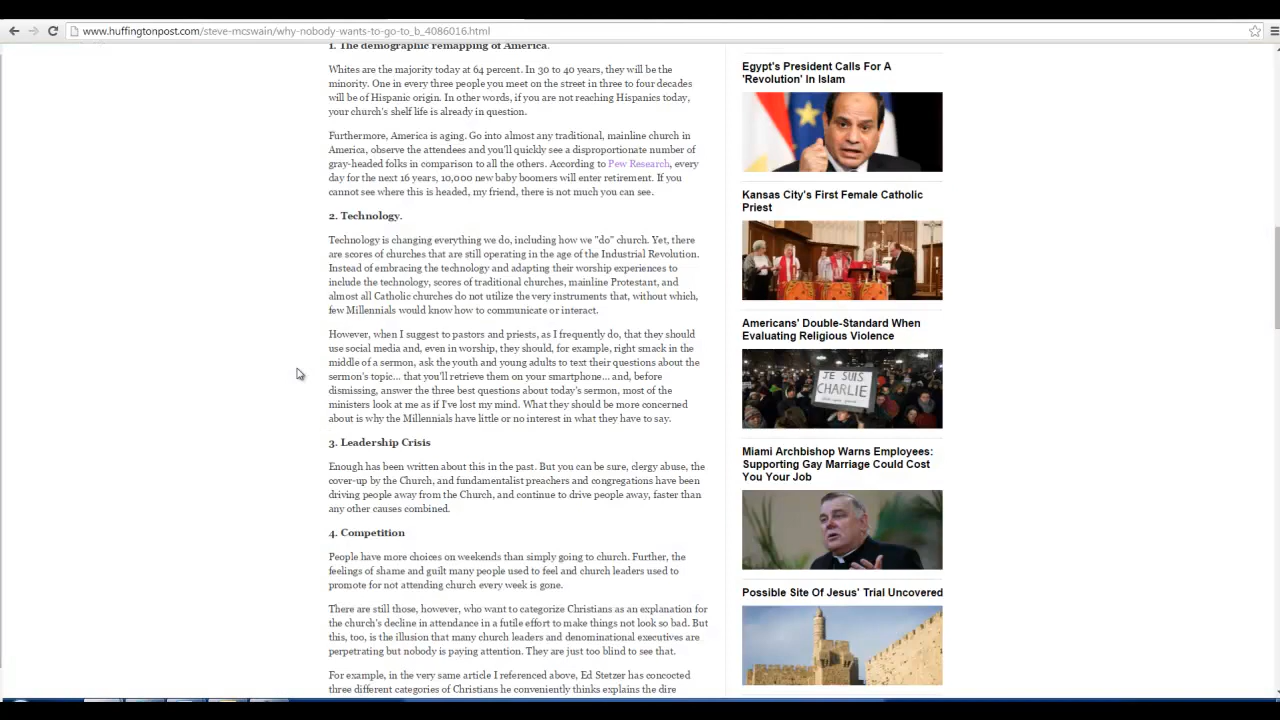 www.huffingtonpost.com/steve-mcswain/why-nobody-wants-to-go-to_b_4086016.html
1. The demographic remapping of America.
Whites are the majority today at 64 percent. In 30 to 40 years, they will be the
minority. One in every three people you meet on the street in three to four decades
will be of Hispanic origin. In other words, if you are not reaching Hispanics today,
your church's shelf life is already in question.
Furthermore, America is aging. Go into almost any traditional, mainline church in
America, observe the attendees and you'll quickly see a disproportionate number of
gray-headed folks in comparison to all the others. According to Pew Research, every
day for the next 16 years, 10,000 new baby boomers will enter retirement. If you
cannot see where this is headed, my friend, there is not much you can see.
2. Technology.
Technology is changing everything we do, including how we "do" church. Yet, there
are scores of churches that are still operating in the age of the Industrial Revolution.
Instead of embracing the technology and adapting their worship experiences to
include the technology, scores of traditional churches, mainline Protestant, and
almost all Catholic churches do not utilize the very instruments that, without which,
few Millennials would know how to communicate or interact.
However, when I suggest to pastors and priests, as I frequently do, that they should
use social media and, even in worship, they should, for example, right smack in the
middle of a sermon, ask the youth and young adults to text their questions about the
sermon's topic... that you'll retrieve them on your smartphone... and, before
dismissing, answer the three best questions about today's sermon, most of the
ministers look at me as if I've lost my mind. What they should be more concerned
about is why the Millennials have little or no interest in what they have to say.
3. Leadership Crisis
Enough has been written about this in the past. But you can be sure, clergy abuse, the
cover-up by the Church, and fundamentalist preachers and congregations have been
driving people away from the Church, and continue to drive people away, faster than
any other causes combined.
4. Competition
People have more choices on weekends than simply going to church. Further, the
feelings of shame and guilt many people used to feel and church leaders used to
promote for not attending church every week is gone.
There are still those, however, who want to categorize Christians as an explanation for
the church's decline in attendance in a futile effort to make things not look so bad. But
this, too, is the illusion that many church leaders and denominational executives are
perpetrating but nobody is paying attention. They are just too blind to see that.
For example, in the very same article I referenced above, Ed Stetzer has concocted
three different categories of Christians he conveniently thinks explains the dire
Egypt's President Calls For A
'Revolution' In Islam
Kansas City's First Female Catholic
Priest
Americans' Double-Standard When
Evaluating Religious Violence
JE SUIS
CHARLIE
Miami Archbishop Warns Employees:
Supporting Gay Marriage Could Cost
You Your Job
Possible Site Of Jesus' Trial Uncovered